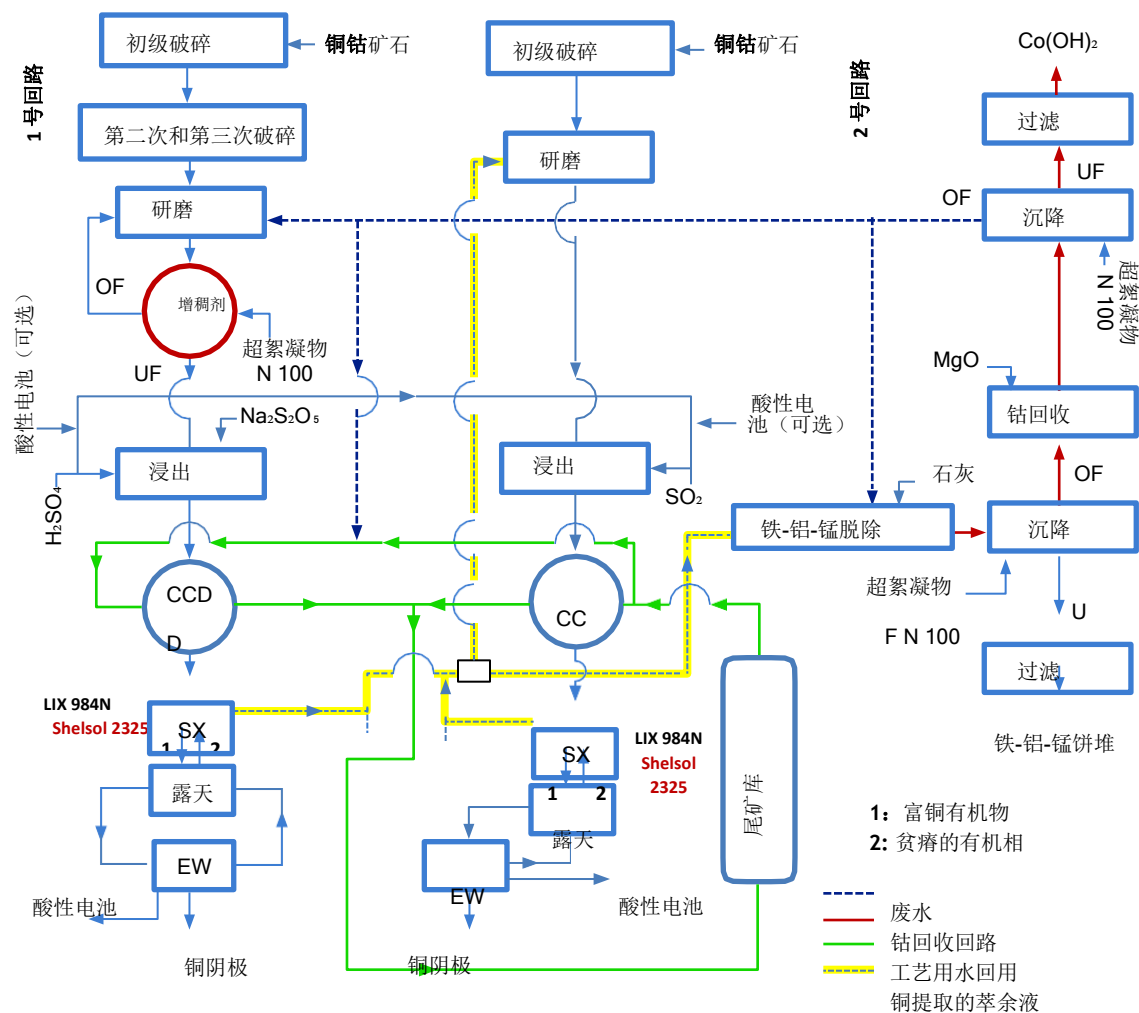 1 号回路
初级破碎
铜钴矿石
初级破碎
铜钴矿石
2 号回路
Co(OH)₂
过滤
第二次和第三次破碎
研磨
UF
研磨
OF
沉降
超絮凝物
N 100
OF
增稠剂
超絮凝物
N 100
UF
MgO
钴回收
酸性电池（可选）
Na₂S₂O₅
酸性电
池（可选）
浸出
H₂SO₄
浸出
SO₂
石灰
OF
铁-铝-锰脱除
沉降
超絮凝物
F N 100
U
CCD
D
CC
过滤
铁-铝-锰饼堆
LIX 984N
Shelsol 2325
SX
1 2
露天
EW
酸性电池
铜阴极
LIX 984N
Shelsol
2325
SX
1 2
露天
EW
酸性电池
铜阴极
尾矿库
1：富铜有机物
2: 贫瘠的有机相
废水
钴回收回路
工艺用水回用
铜提取的萃余液